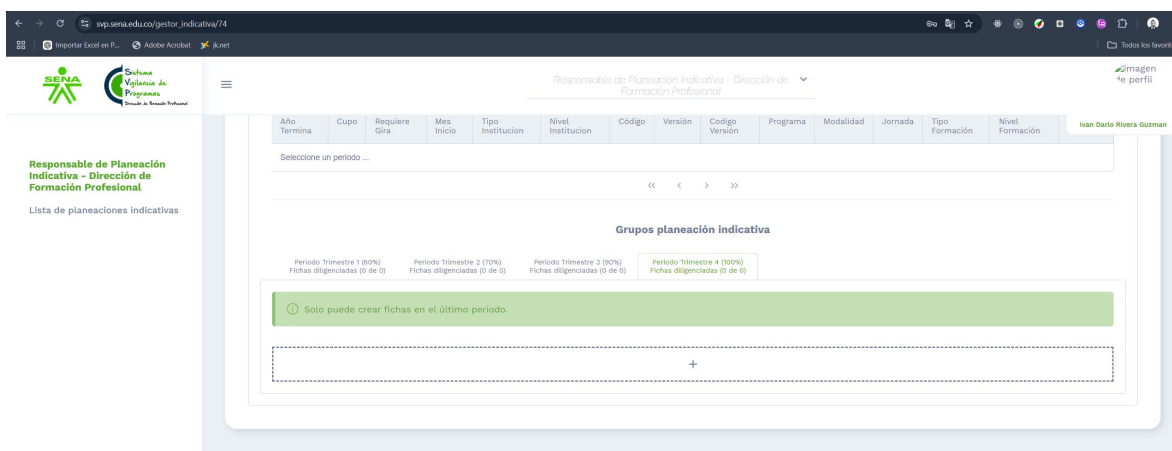 svp.sena.edu.co/gestor_indicativa/74
Importar Excel en P... Adobe Acrobat jk.net Todos los favorit
SENA
Sistema
Vigilancia de
Programas
Dirección de Formación Profesional
Responsable de Planeación Indicativa - Dirección de
Formación Profesional
imagen
de perfil
Ivan Dario Rivera Guzman
Responsable de Planeación
Indicativa - Dirección de
Formación Profesional
Lista de planeaciones indicativas
Año Termina Cupo Requiere Gira Mes Inicio Tipo Institucion Nivel Institucion Código Versión Codigo Versión Programa Modalidad Jornada Tipo Formación Nivel Formación
Seleccione un periodo ...
<< < > >>
Grupos planeación indicativa
Periodo Trimestre 1 (60%) Periodo Trimestre 2 (70%) Periodo Trimestre 3 (90%) Periodo Trimestre 4 (100%)
Fichas diligenciadas (0 de 0) Fichas diligenciadas (0 de 0) Fichas diligenciadas (0 de 0) Fichas diligenciadas (0 de 0)
Solo puede crear fichas en el último periodo.
+